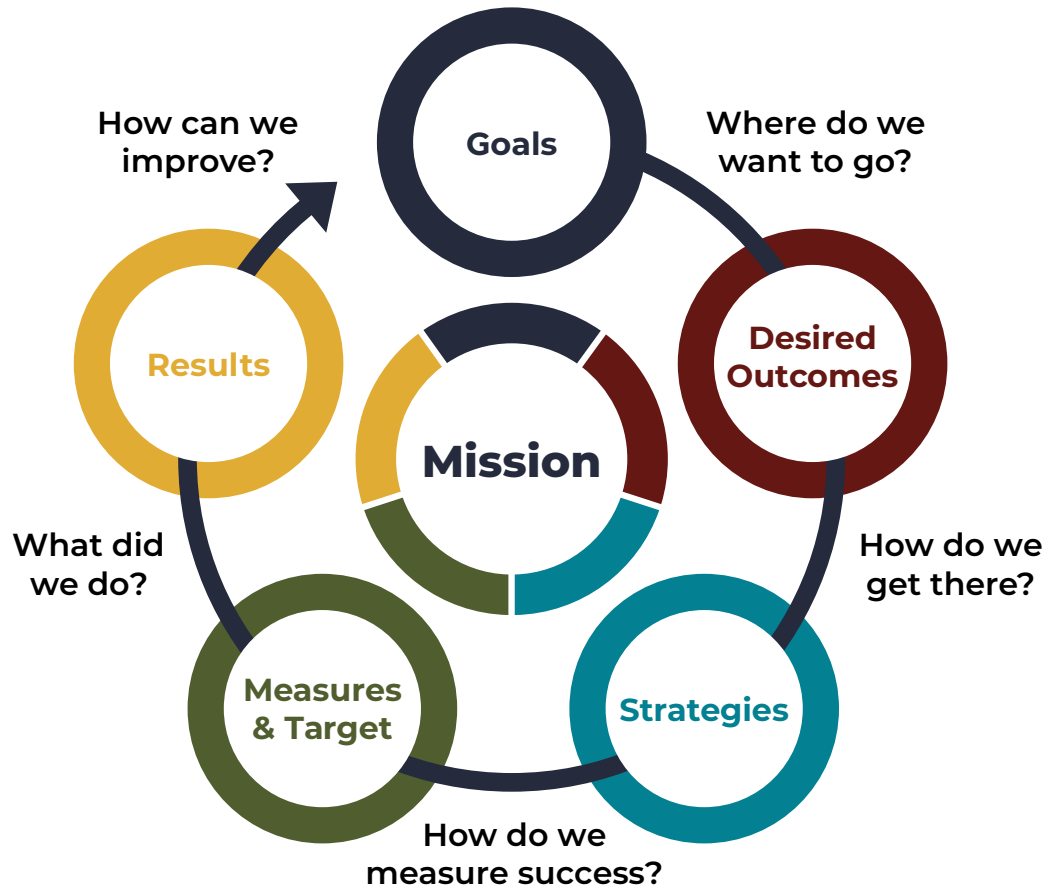 Goals
Where do we
want to go?
Desired
Outcomes
How do we
get there?
Strategies
How do we
measure success?
Measures
& Target
What did
we do?
Results
How can we
improve?
Mission